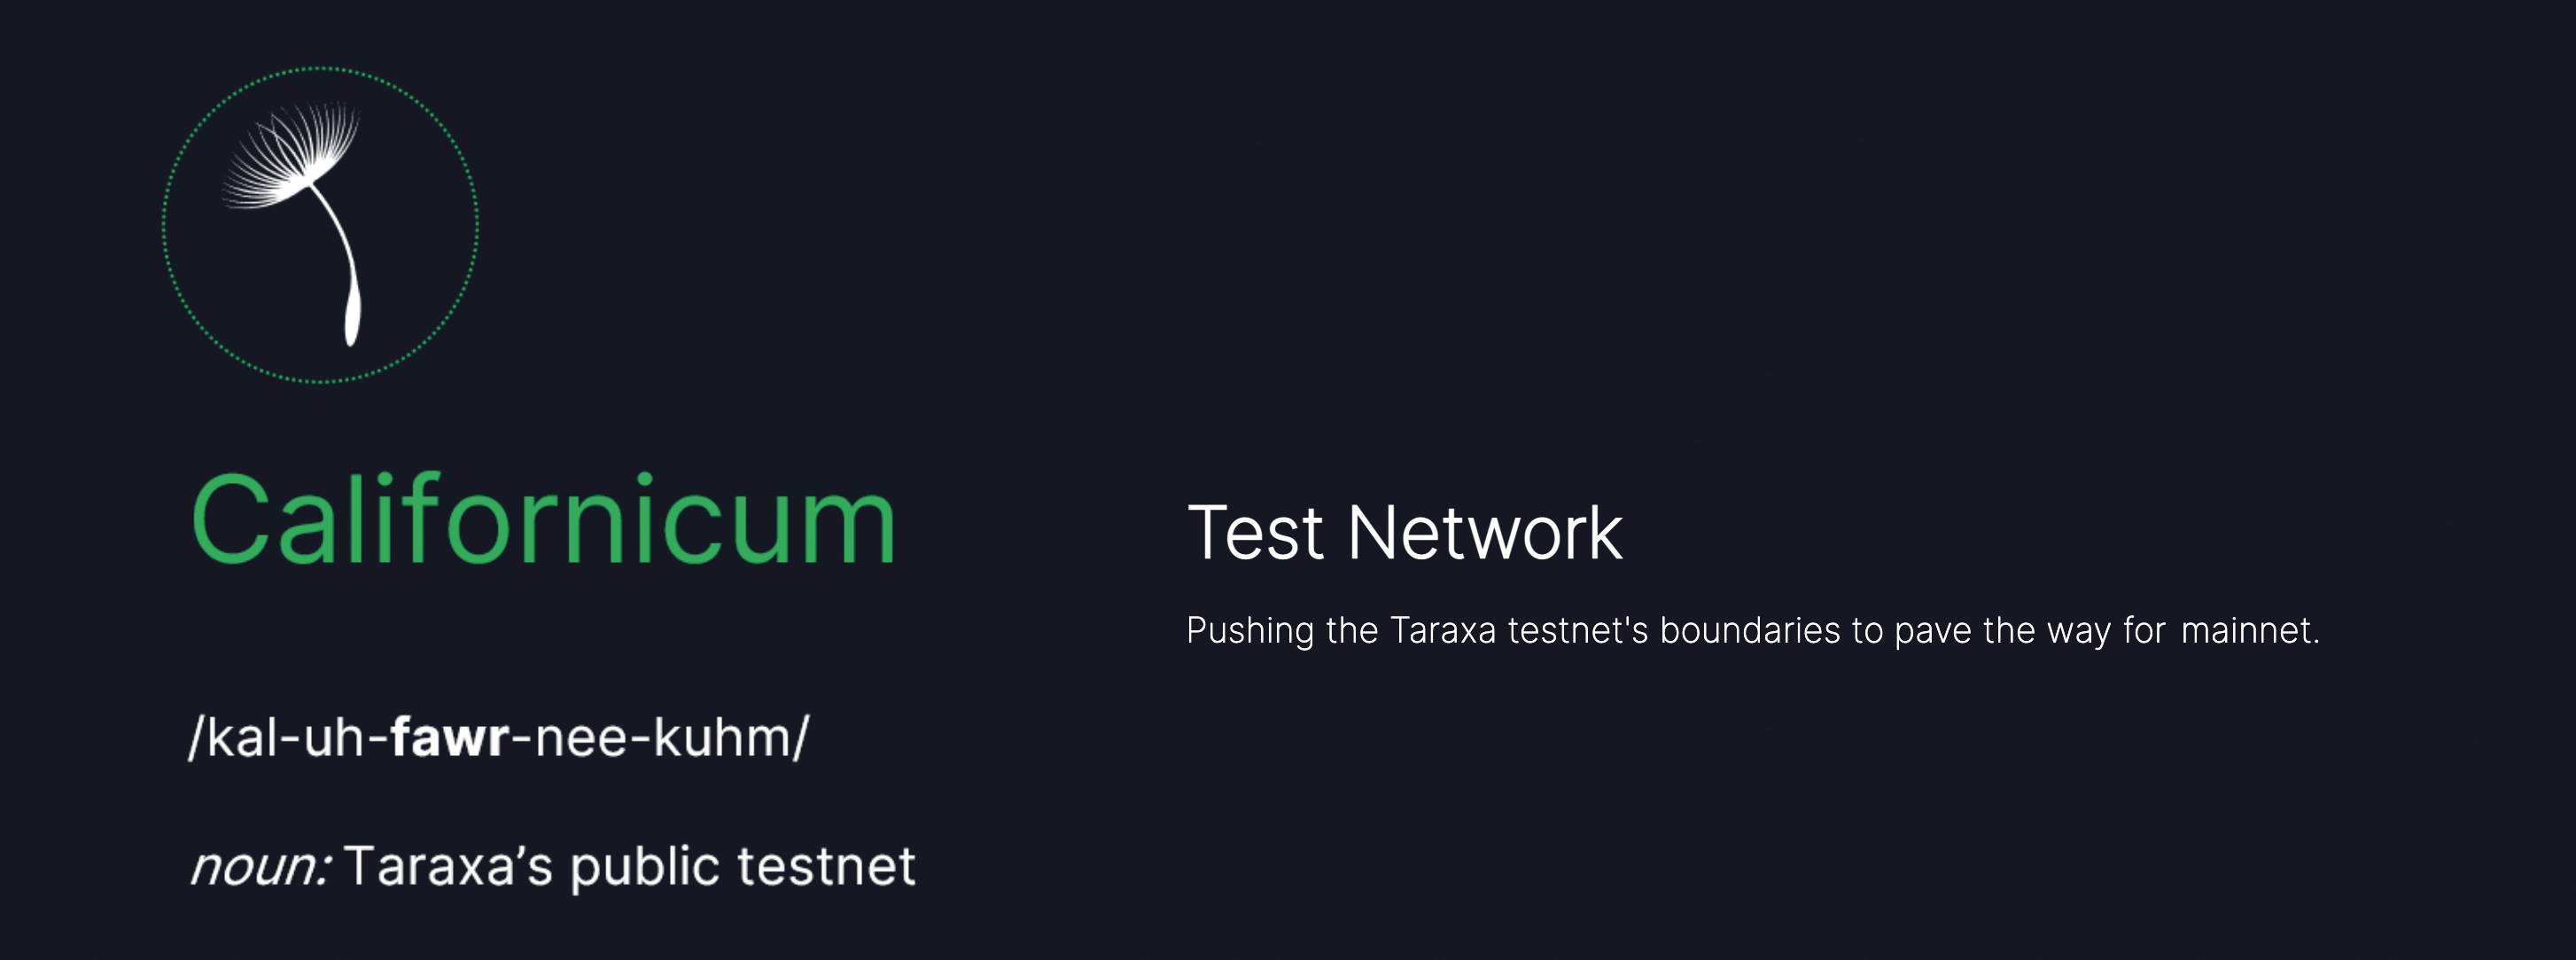 Californicum
/kal-uh-fawr-nee-kuhm/
noun: Taraxa’s public testnet
Test Network
Pushing the Taraxa testnet's boundaries to pave the way for mainnet.